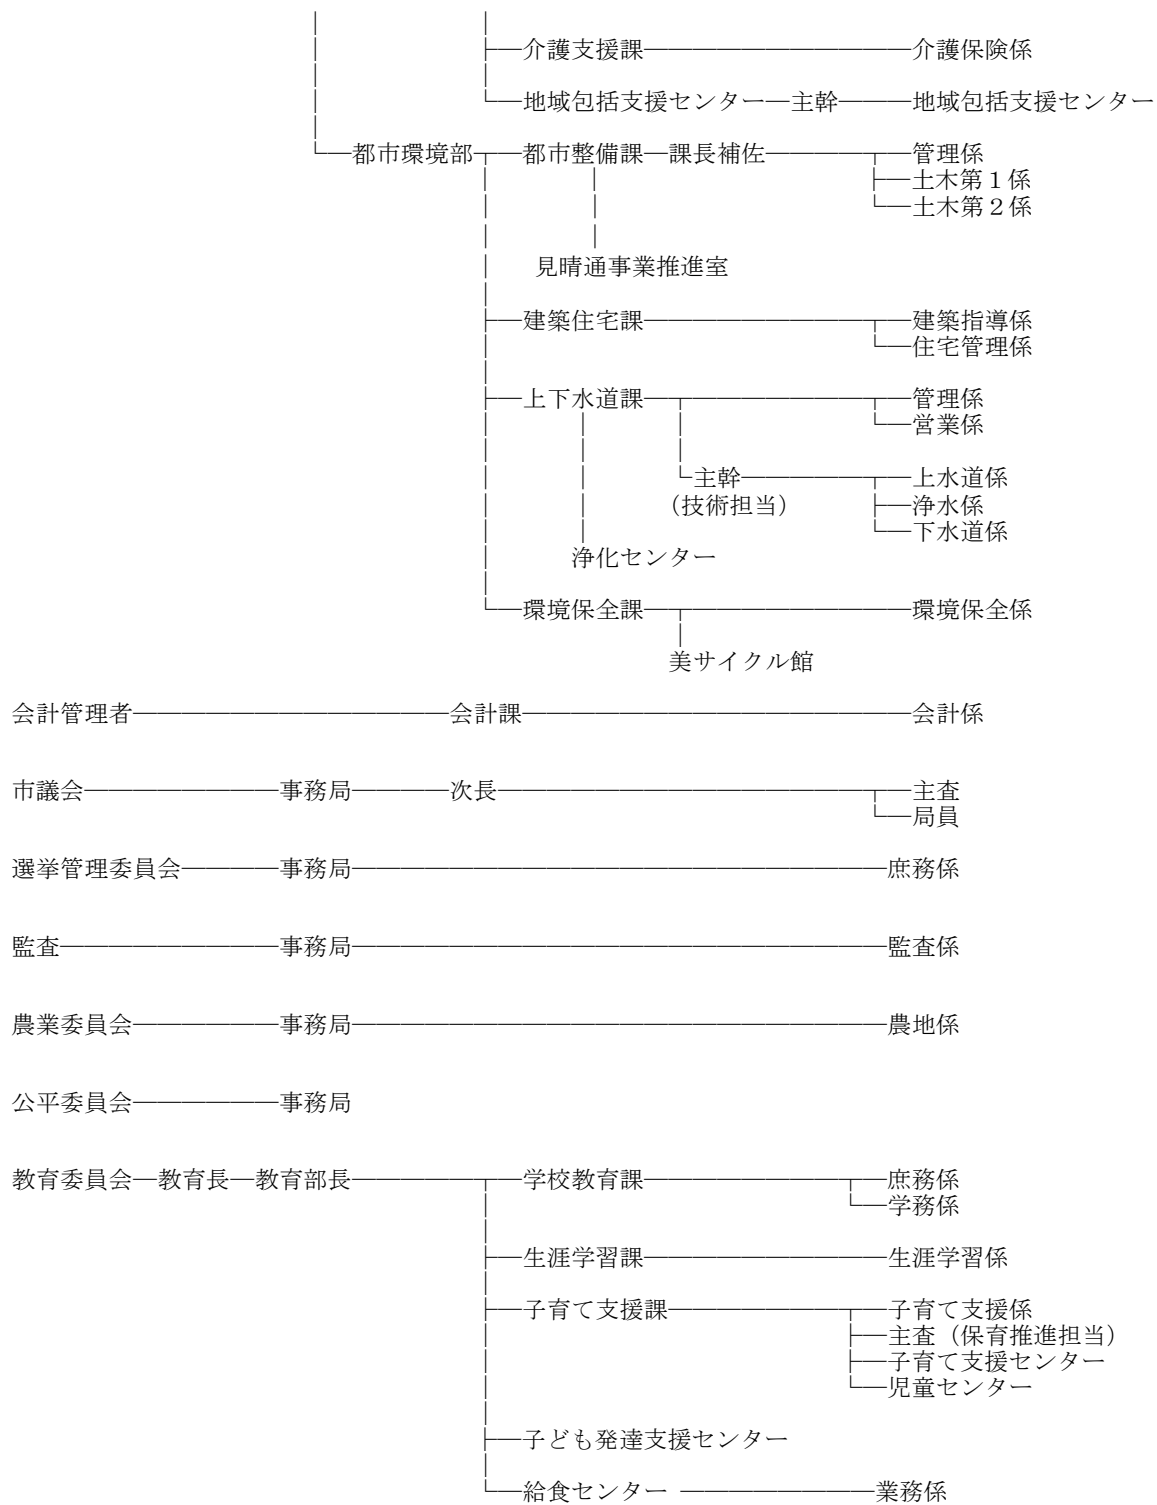 介護支援課 介護保険係
地域包括支援センター 主幹 地域包括支援センター
都市環境部 都市整備課 課長補佐 管理係
土木第1係
土木第2係
見晴通事業推進室
建築住宅課 建築指導係
住宅管理係
上下水道課 管理係
営業係
主幹 上水道係
（技術担当） 浄水係
下水道係
浄化センター
環境保全課 環境保全係
美サイクル館
会計管理者 会計課 会計係
市議会 事務局 次長 主査
局員
選挙管理委員会 事務局 庶務係
監査 事務局 監査係
農業委員会 事務局 農地係
公平委員会 事務局
教育委員会 教育長 教育部長 学校教育課 庶務係
学務係
生涯学習課 生涯学習係
子育て支援課 子育て支援係
主査（保育推進担当）
子育て支援センター
児童センター
子ども発達支援センター
給食センター 業務係